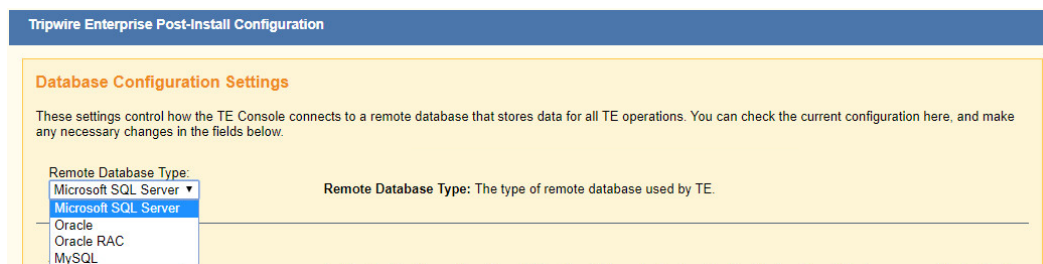 Tripwire Enterprise Post-Install Configuration
Database Configuration Settings
These settings control how the TE Console connects to a remote database that stores data for all TE operations. You can check the current configuration here, and make
any necessary changes in the fields below.
Remote Database Type:
Microsoft SQL Server ▼
Remote Database Type: The type of remote database used by TE.
Microsoft SQL Server
Oracle
Oracle RAC
MySQL